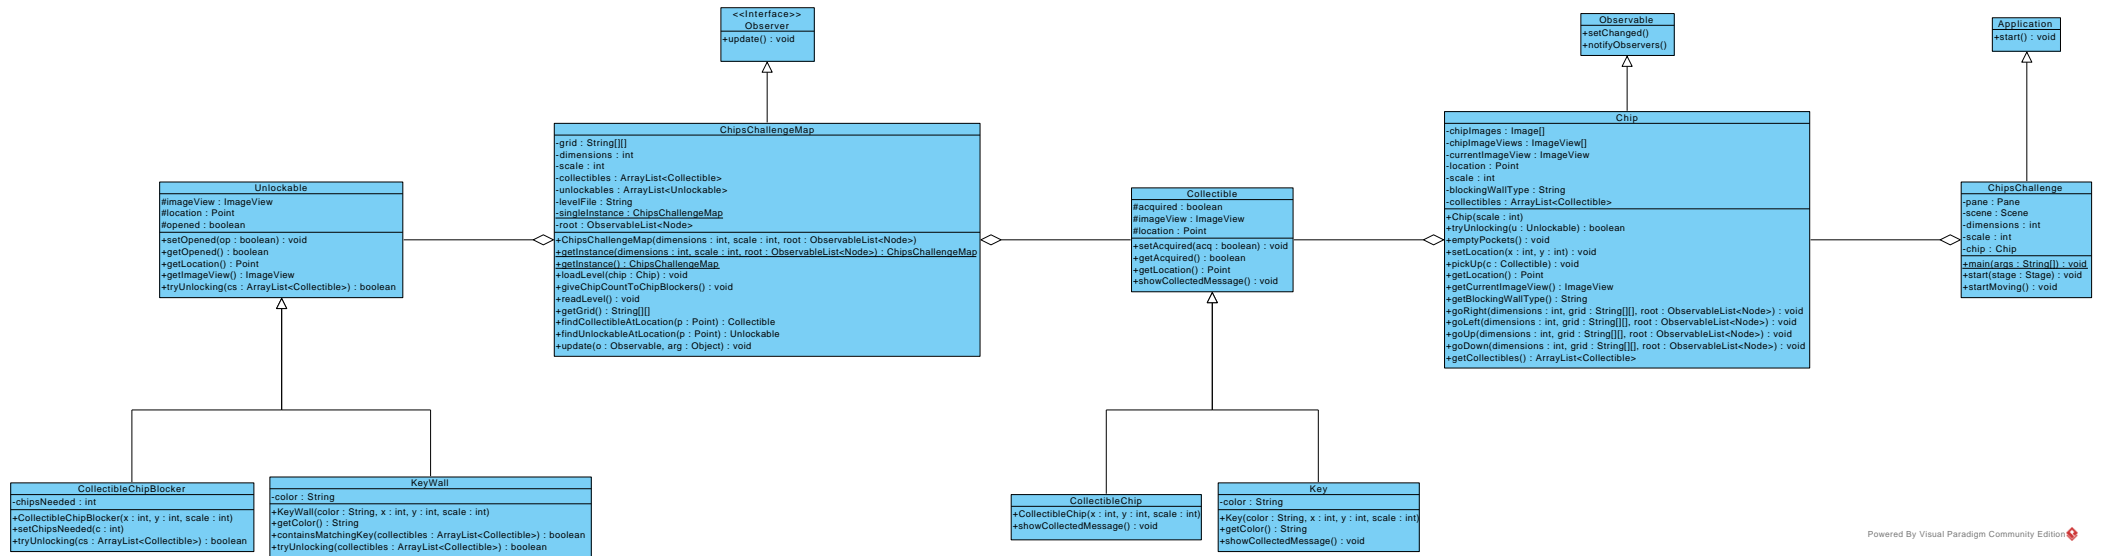 <<Interface>>
Observer
+update() : void
Observable
+setChanged()
+notifyObservers()
Application
+start() : void
ChipsChallengeMap
-grid : String[][]
-dimensions : int
-scale : int
-collectibles : ArrayList<Collectible>
-unlockables : ArrayList<Unlockable>
-levelFile : String
-singleInstance : ChipsChallengeMap
-root : ObservableList<Node>
+ChipsChallengeMap(dimensions : int, scale : int, root : ObservableList<Node>)
+getInstance(dimensions : int, scale : int, root : ObservableList<Node>) : ChipsChallengeMap
+getInstance() : ChipsChallengeMap
+loadLevel(chip : Chip) : void
+giveChipCountToChipBlockers() : void
+readLevel() : void
+getGrid() : String[][]
+findCollectibleAtLocation(p : Point) : Collectible
+findUnlockableAtLocation(p : Point) : Unlockable
+update(o : Observable, arg : Object) : void
Chip
-chipImages : Image[]
-chipImageViews : ImageView[]
-currentImageView : ImageView
-location : Point
-scale : int
-blockingWallType : String
-collectibles : ArrayList<Collectible>
+Chip(scale : int)
+tryUnlocking(u : Unlockable) : boolean
+emptyPockets() : void
+setLocation(x : int, y : int) : void
+pickUp(c : Collectible) : void
+getLocation() : Point
+getCurrentImageView() : ImageView
+getBlockingWallType() : String
+goRight(dimensions : int, grid : String[][], root : ObservableList<Node>) : void
+goLeft(dimensions : int, grid : String[][], root : ObservableList<Node>) : void
+goUp(dimensions : int, grid : String[][], root : ObservableList<Node>) : void
+goDown(dimensions : int, grid : String[][], root : ObservableList<Node>) : void
+getCollectibles() : ArrayList<Collectible>
Unlockable
#imageView : ImageView
#location : Point
#opened : boolean
+setOpened(op : boolean) : void
+getOpened() : boolean
+getLocation() : Point
+getImageView() : ImageView
+tryUnlocking(cs : ArrayList<Collectible>) : boolean
Collectible
#acquired : boolean
#imageView : ImageView
#location : Point
+setAcquired(acq : boolean) : void
+getAcquired() : boolean
+getLocation() : Point
+showCollectedMessage() : void
ChipsChallenge
-pane : Pane
-scene : Scene
-dimensions : int
-scale : int
-chip : Chip
+main(args : String[]) : void
+start(stage : Stage) : void
+startMoving() : void
CollectibleChipBlocker
-chipsNeeded : int
+CollectibleChipBlocker(x : int, y : int, scale : int)
+setChipsNeeded(c : int)
+tryUnlocking(cs : ArrayList<Collectible>) : boolean
KeyWall
-color : String
+KeyWall(color : String, x : int, y : int, scale : int)
+getColor() : String
+containsMatchingKey(collectibles : ArrayList<Collectible>) : boolean
+tryUnlocking(collectibles : ArrayList<Collectible>) : boolean
CollectibleChip
+CollectibleChip(x : int, y : int, scale : int)
+showCollectedMessage() : void
Key
-color : String
+Key(color : String, x : int, y : int, scale : int)
+getColor() : String
+showCollectedMessage() : void
Powered By Visual Paradigm Community Edition